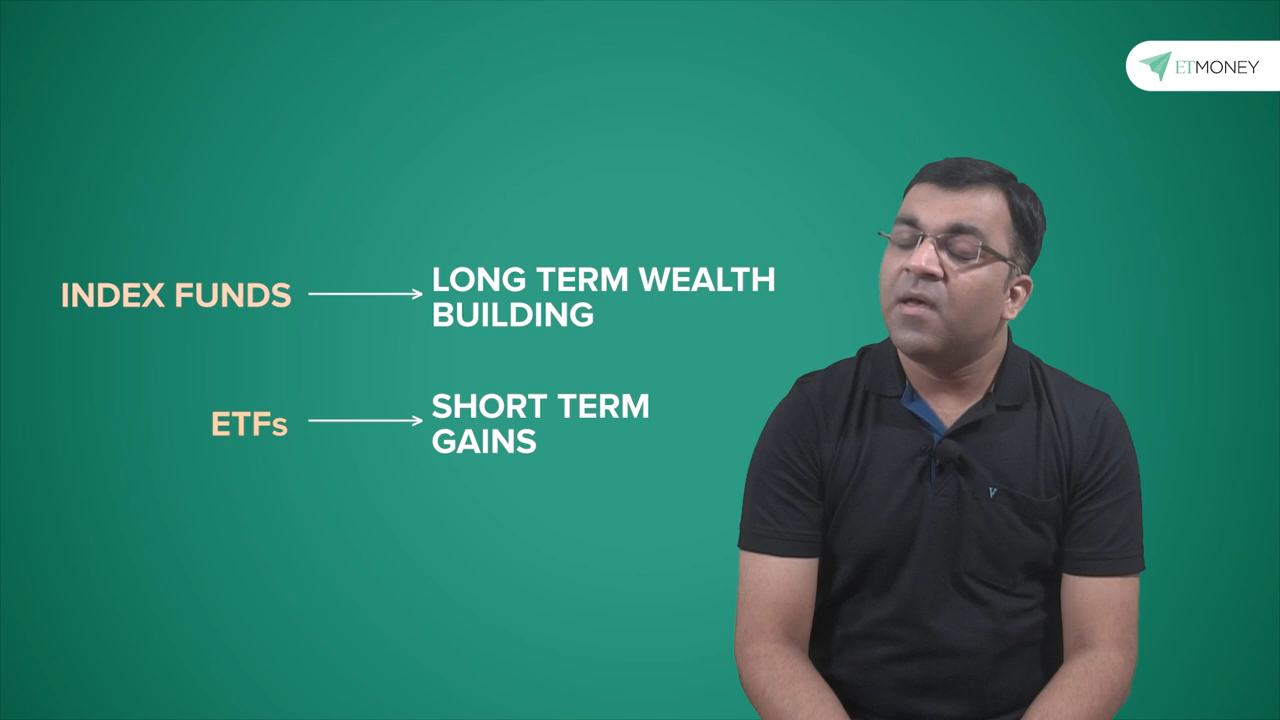 ETMONEY
INDEX FUNDS
LONG TERM WEALTH
BUILDING
ETFs
SHORT TERM
GAINS
V